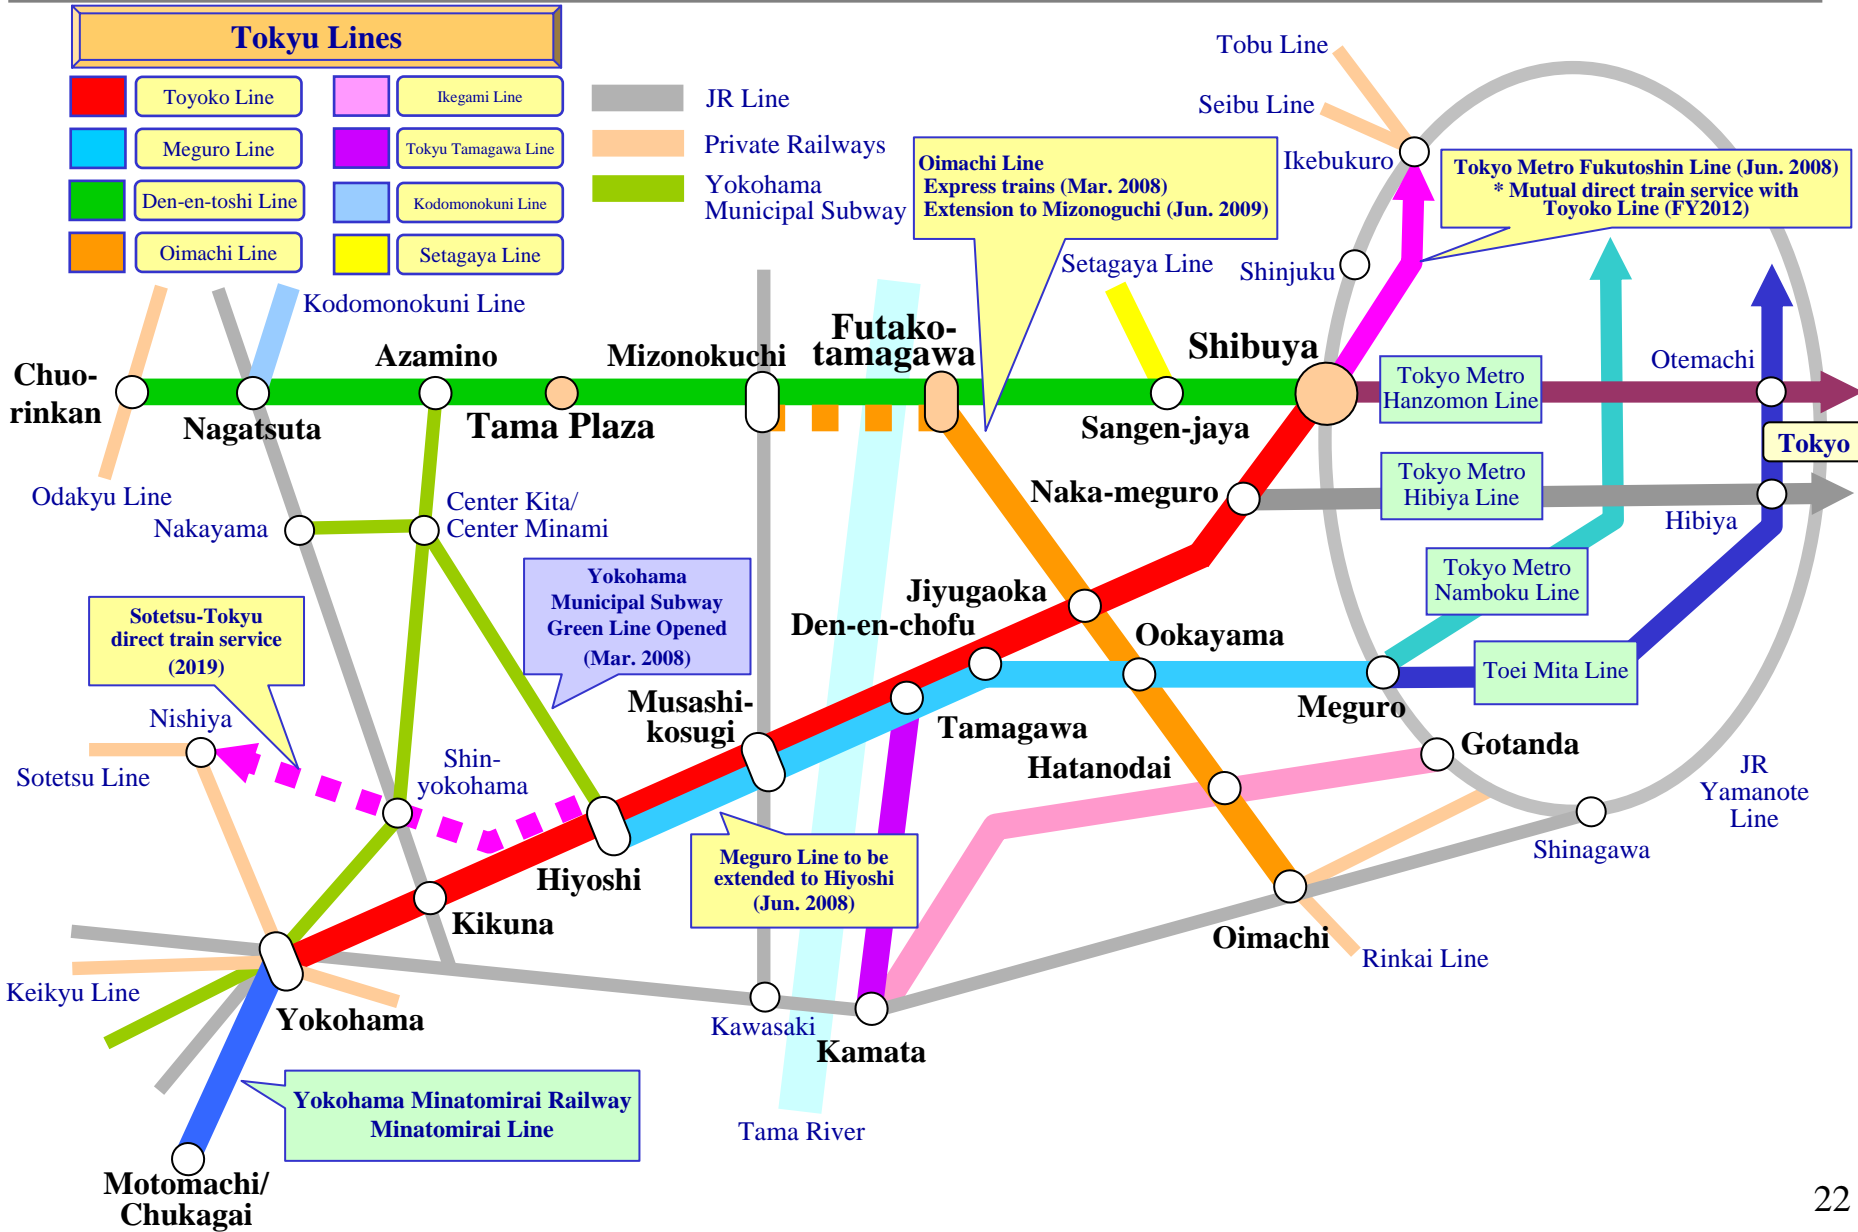 Tokyu Lines
Toyoko Line
Ikegami Line
Meguro Line
Tokyu Tamagawa Line
Den-en-toshi Line
Kodomonokuni Line
Oimachi Line
Setagaya Line
JR Line
Private Railways
Yokohama
Municipal Subway
Tobu Line
Seibu Line
Ikebukuro
Oimachi Line
Express trains (Mar. 2008)
Extension to Mizonoguchi (Jun. 2009)
Tokyo Metro Fukutoshin Line (Jun. 2008)
* Mutual direct train service with
Toyoko Line (FY2012)
Setagaya Line
Shinjuku
Kodomonokuni Line
Chuo-
rinkan
Nagatsuta
Azamino
Tama Plaza
Mizonokuchi
Futako-
tamagawa
Sangen-jaya
Shibuya
Tokyo Metro
Hanzomon Line
Otemachi
Tokyo
Odakyu Line
Nakayama
Center Kita/
Center Minami
Naka-meguro
Tokyo Metro
Hibiya Line
Hibiya
Tokyo Metro
Namboku Line
Yokohama
Municipal Subway
Green Line Opened
(Mar. 2008)
Sotetsu-Tokyu
direct train service
(2019)
Jiyugaoka
Den-en-chofu
Ookayama
Toei Mita Line
Meguro
Musashi-
kosugi
Tamagawa
Nishiya
Sotetsu Line
Shin-
yokohama
Hatanodai
Gotanda
JR
Yamanote
Line
Shinagawa
Hiyoshi
Meguro Line to be
extended to Hiyoshi
(Jun. 2008)
Kikuna
Oimachi
Rinkai Line
Keikyu Line
Yokohama
Kawasaki
Kamata
Yokohama Minatomirai Railway
Minatomirai Line
Tama River
Motomachi/
Chukagai
22